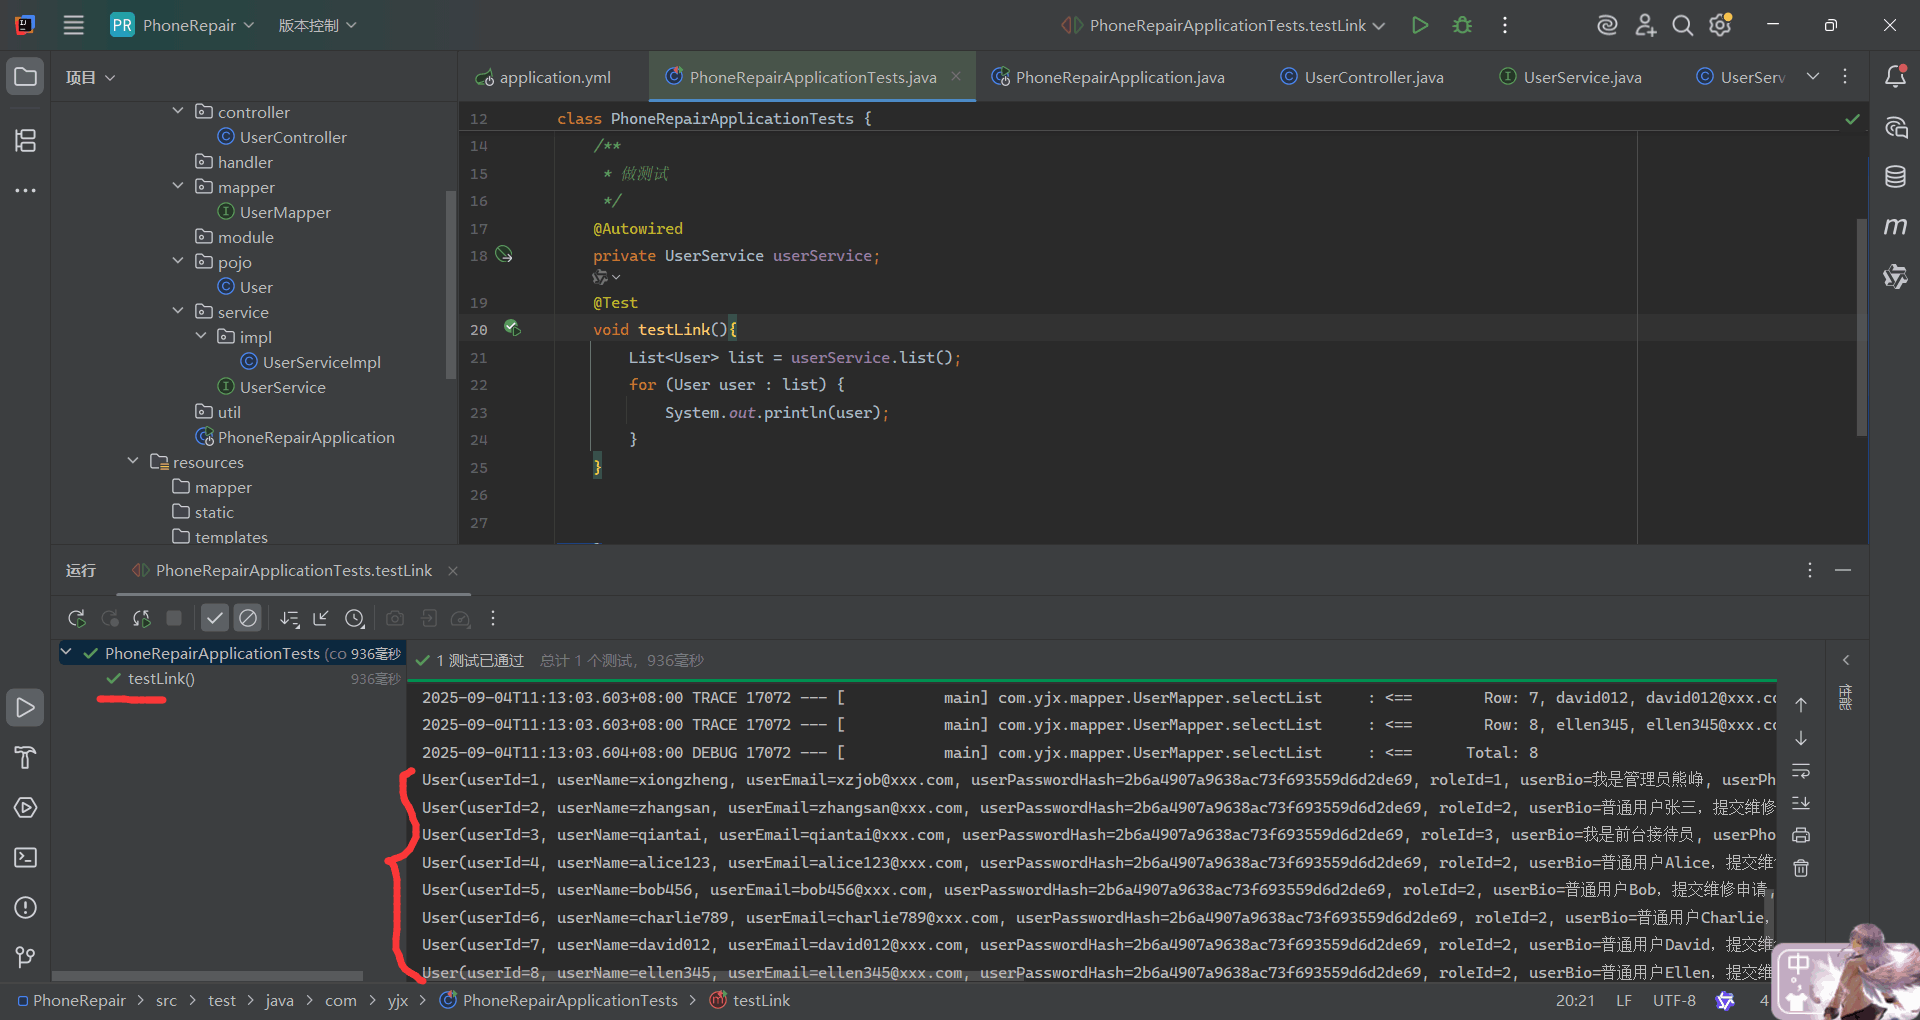 PR PhoneRepair 版本控制 PhoneRepairApplicationTests.testLink
项目
application.yml PhoneRepairApplicationTests.java PhoneRepairApplication.java UserController.java UserService.java UserServ
controller
UserController
handler
mapper
UserMapper
module
pojo
User
service
impl
UserServiceImpl
UserService
util
PhoneRepairApplication
resources
mapper
static
templates
12 class PhoneRepairApplicationTests {
14 /**
15 * 做测试
16 */
17 @Autowired
18 private UserService userService;
19 @Test
20 void testLink(){
21 List<User> list = userService.list();
22 for (User user : list) {
23 System.out.println(user);
24 }
25 }
26
27
运行 PhoneRepairApplicationTests.testLink
PhoneRepairApplicationTests (co 936毫秒
testLink() 936毫秒
1 测试已通过 总计 1 个测试, 936毫秒
2025-09-04T11:13:03.603+08:00 TRACE 17072 --- [ main] com.yjx.mapper.UserMapper.selectList : <== Row: 7, david012, david012@xxx.co
2025-09-04T11:13:03.603+08:00 TRACE 17072 --- [ main] com.yjx.mapper.UserMapper.selectList : <== Row: 8, ellen345, ellen345@xxx.co
2025-09-04T11:13:03.604+08:00 DEBUG 17072 --- [ main] com.yjx.mapper.UserMapper.selectList : <== Total: 8
User(userId=1, userName=xiongzheng, userEmail=xzjob@xxx.com, userPasswordHash=2b6a4907a9638ac73f693559d6d2de69, roleId=1, userBio=我是管理员熊峥, userPh
User(userId=2, userName=zhangsan, userEmail=zhangsan@xxx.com, userPasswordHash=2b6a4907a9638ac73f693559d6d2de69, roleId=2, userBio=普通用户张三，提交维修
User(userId=3, userName=qiantai, userEmail=qiantai@xxx.com, userPasswordHash=2b6a4907a9638ac73f693559d6d2de69, roleId=3, userBio=我是前台接待员, userPho
User(userId=4, userName=alice123, userEmail=alice123@xxx.com, userPasswordHash=2b6a4907a9638ac73f693559d6d2de69, roleId=2, userBio=普通用户Alice，提交维
User(userId=5, userName=bob456, userEmail=bob456@xxx.com, userPasswordHash=2b6a4907a9638ac73f693559d6d2de69, roleId=2, userBio=普通用户Bob，提交维修申请,
User(userId=6, userName=charlie789, userEmail=charlie789@xxx.com, userPasswordHash=2b6a4907a9638ac73f693559d6d2de69, roleId=2, userBio=普通用户Charlie，
User(userId=7, userName=david012, userEmail=david012@xxx.com, userPasswordHash=2b6a4907a9638ac73f693559d6d2de69, roleId=2, userBio=普通用户David，提交维
User(userId=8, userName=ellen345, userEmail=ellen345@xxx.com, userPasswordHash=2b6a4907a9638ac73f693559d6d2de69, roleId=2, userBio=普通用户Ellen，提交维
性能
中
PhoneRepair > src > test > java > com > yjx > PhoneRepairApplicationTests > testLink 20:21 LF UTF-8 4